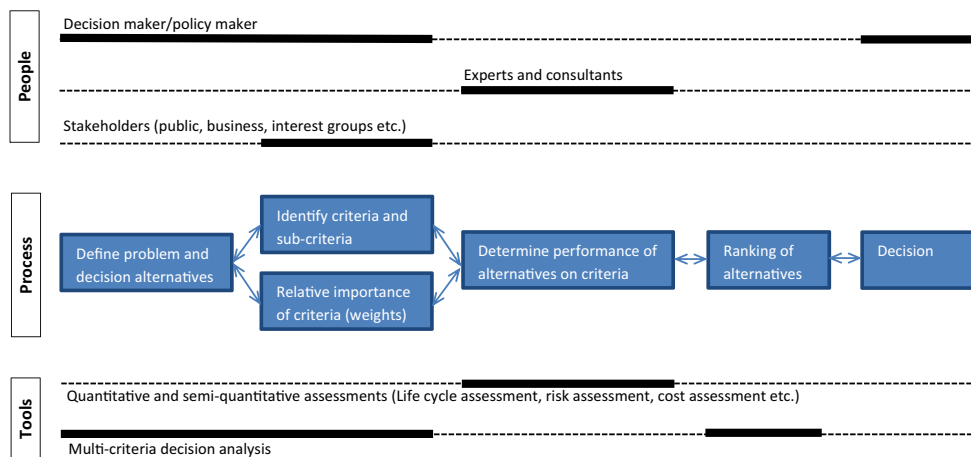 People
Decision maker/policy maker
Experts and consultants
Stakeholders (public, business, interest groups etc.)
Process
Define problem and
decision alternatives
Identify criteria and
sub-criteria
Relative importance
of criteria (weights)
Determine performance of
alternatives on criteria
Ranking of
alternatives
Decision
Tools
Quantitative and semi-quantitative assessments (Life cycle assessment, risk assessment, cost assessment etc.)
Multi-criteria decision analysis